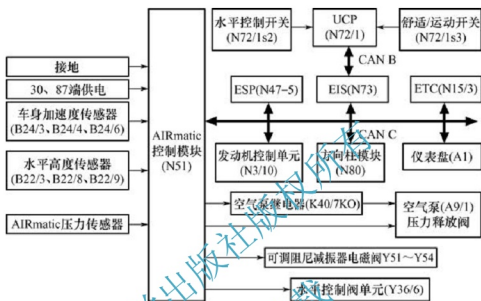 水平控制开关
(N72/1s2)
UCP
(N72/1)
舒适/运动开关
(N72/1s3)
CAN B
接地
30、87端供电
车身加速度传感器
(B24/3、B24/4、B24/6)
水平高度传感器
(B22/3、B22/8、B22/9)
AIRmatic压力传感器
AIRmatic
控制模块
(N51)
ESP(N47-5)
EIS(N73)
ETC(N15/3)
CAN C
发动机控制单元
(N3/10)
方向柱模块
(N80)
仪表盘(A1)
空气泵继电器(K40/7KO)
空气泵(A9/1)
压力释放阀
可调阻尼减振器电磁阀Y51～Y54
水平控制阀单元(Y36/6)
出版社版权所有